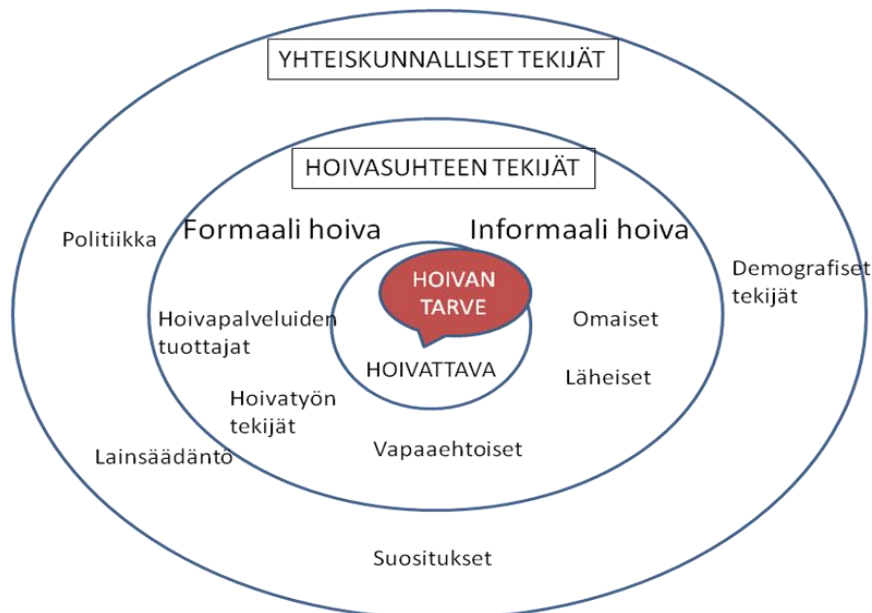 YHTEISKUNNALLISET TEKIJÄT
HOIVASUHTEEN TEKIJÄT
Politiikka
Formaali hoiva
Informaali hoiva
HOIVAN
TARVE
Demografiset
tekijät
Hoivapalveluiden
tuottajat
Omaiset
HOIVATTAVA
Läheiset
Hoivatyön
tekijät
Vapaaehtoiset
Lainsäädäntö
Suositukset